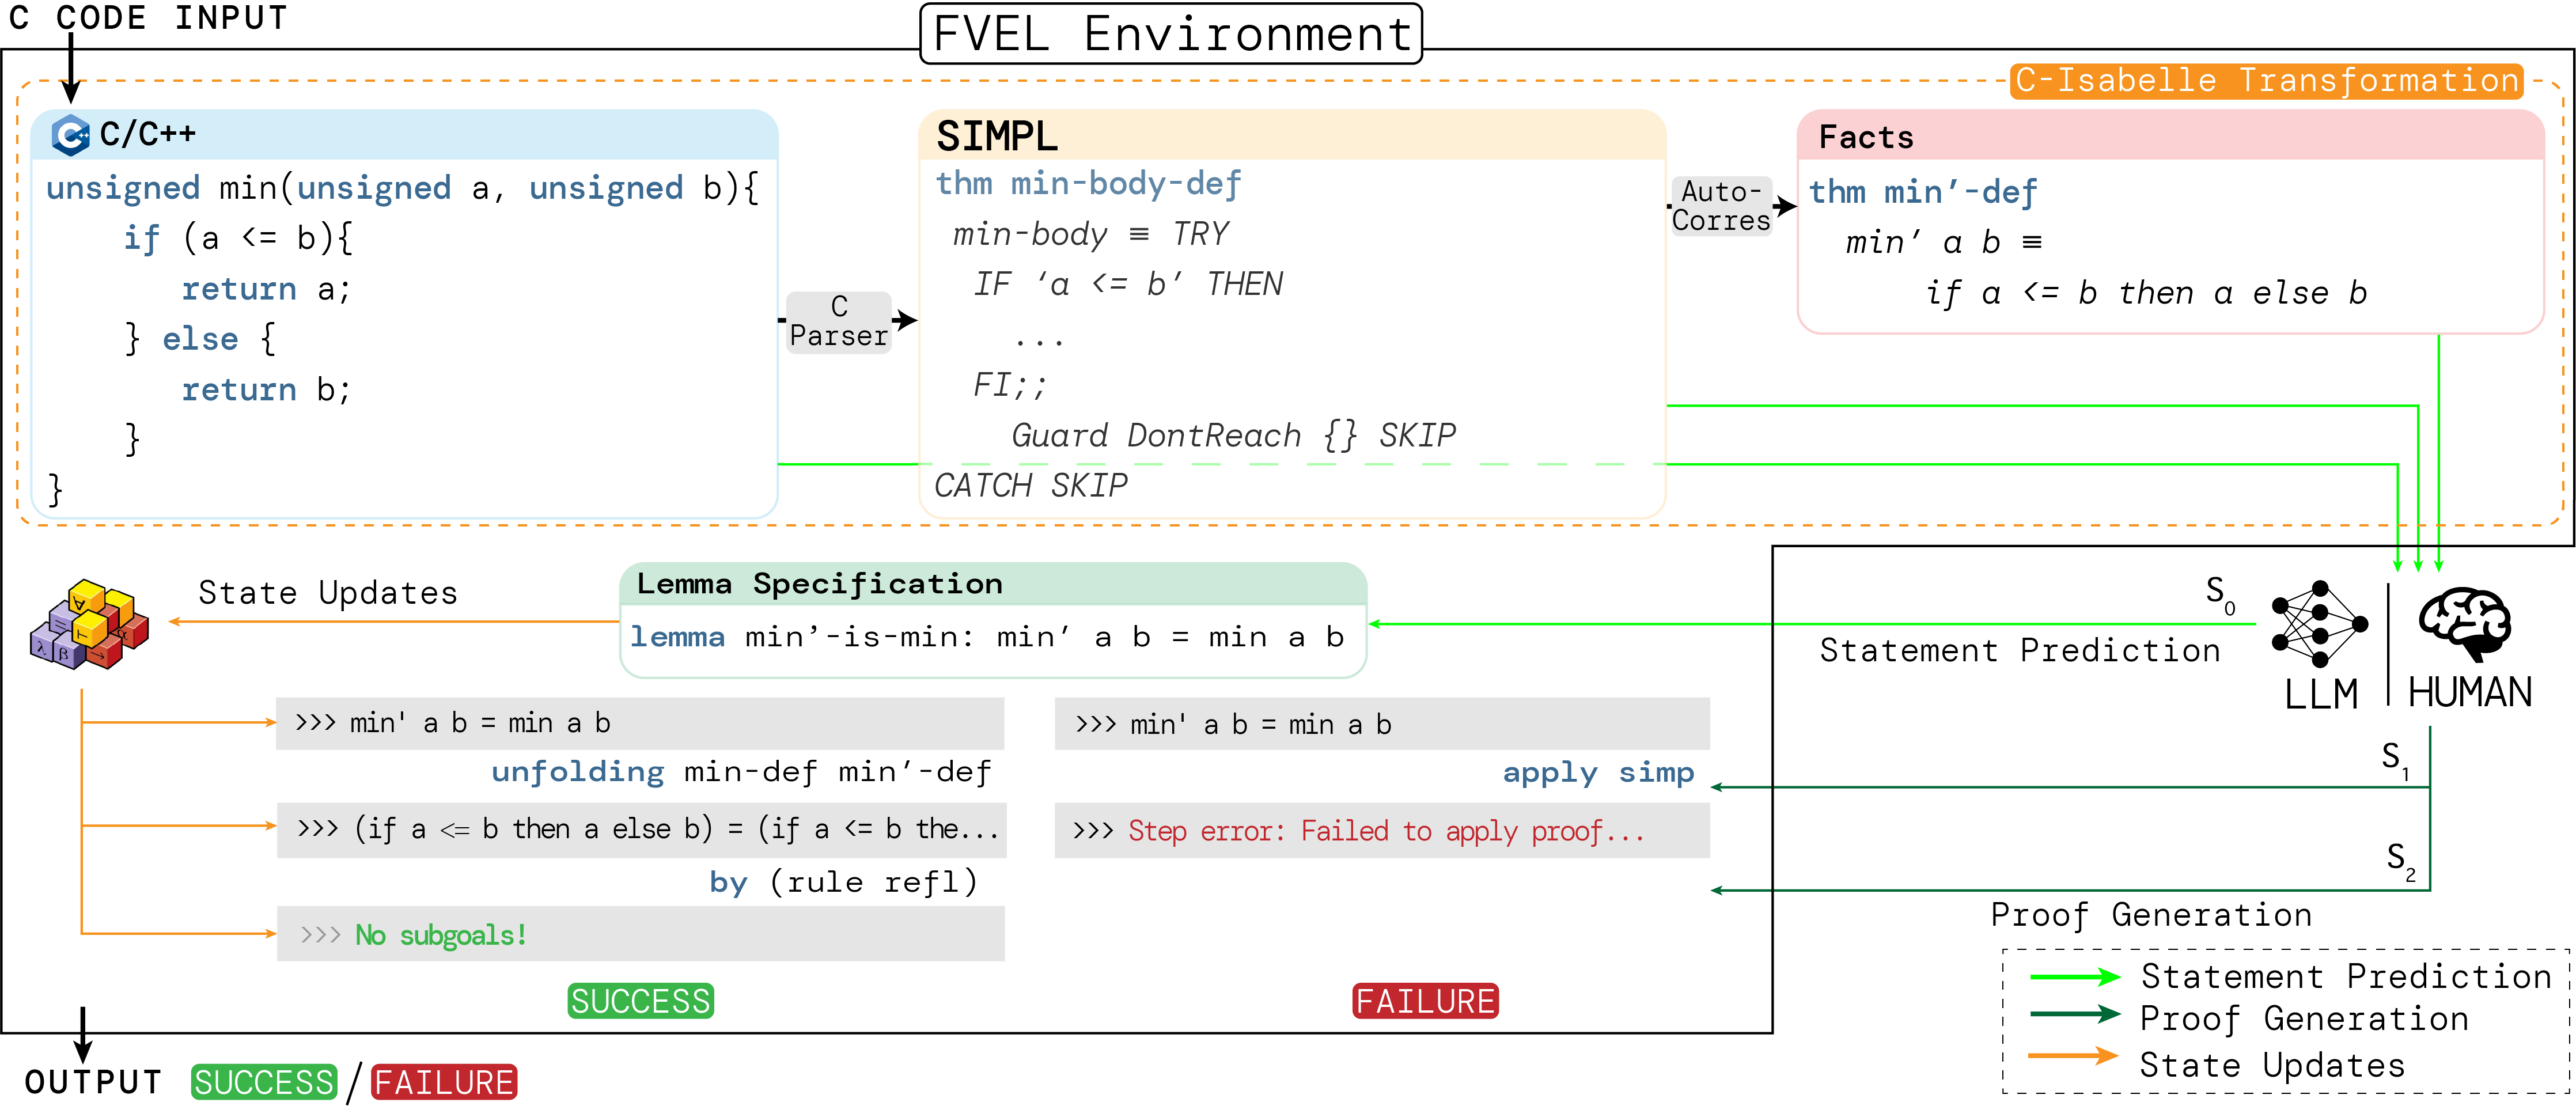 C CODE INPUT
FVEL Environment
C-Isabelle Transformation
C/C++
unsigned min(unsigned a, unsigned b){
if (a <= b){
return a;
} else {
return b;
}
}
C
Parser
SIMPL
thm min-body-def
min-body ≡ TRY
IF ‘a <= b’ THEN
...
FI;;
Guard DontReach {} SKIP
CATCH SKIP
Auto-
Corres
Facts
thm min′-def
min′ a b ≡
if a <= b then a else b
State Updates
Lemma Specification
lemma min’-is-min: min′ a b = min a b
S0
Statement Prediction
LLM
HUMAN
>>> min' a b = min a b
unfolding min-def min′-def
>>> (if a <= b then a else b) = (if a <= b the...
by (rule refl)
>>> No subgoals!
SUCCESS
>>> min' a b = min a b
apply simp
>>> Step error: Failed to apply proof...
FAILURE
S1
S2
Proof Generation
Statement Prediction
Proof Generation
State Updates
OUTPUT SUCCESS / FAILURE
λ
β
=
∀
⊢
α
→